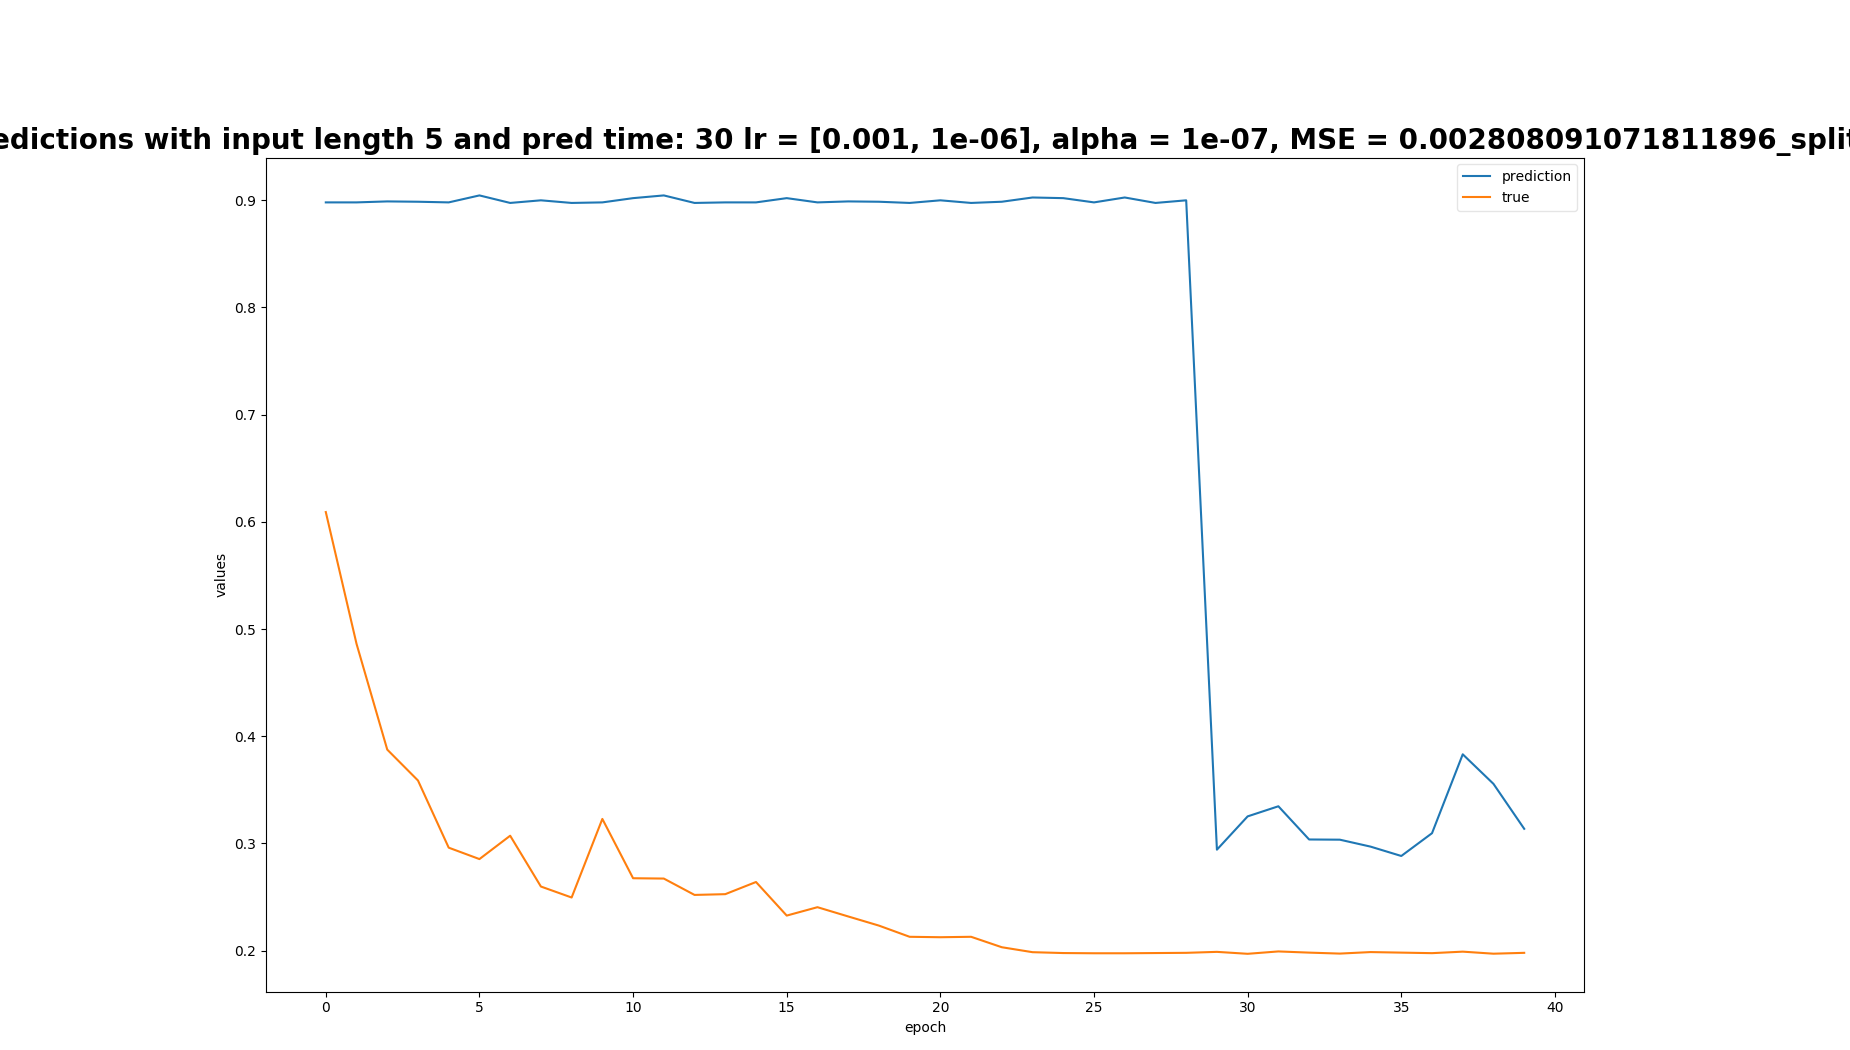 edictions with input length 5 and pred time: 30 lr = [0.001, 1e-06], alpha = 1e-07, MSE = 0.002808091071811896_split
prediction
true
0.9
0.8
0.7
0.6
0.5
0.4
0.3
0.2
values
0 5 10 15 20 25 30 35 40
epoch